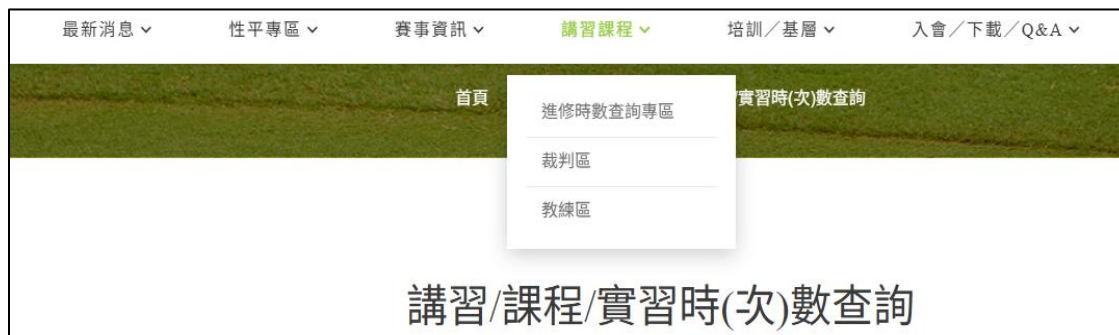 最新消息 性平專區 賽事資訊 講習課程 培訓／基層 入會／下載／Q&A
首頁 /實習時(次)數查詢
進修時數查詢專區
裁判區
教練區
講習/課程/實習時(次)數查詢